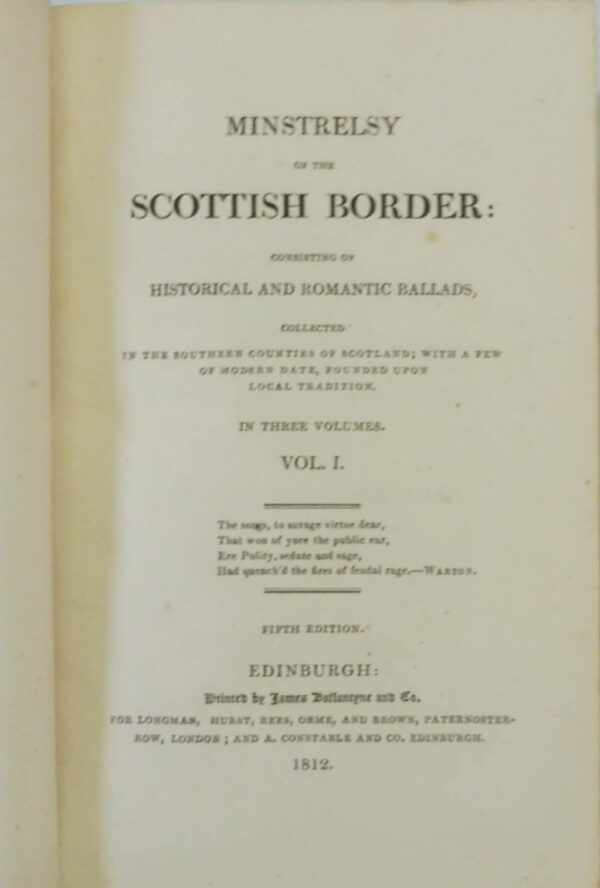 MINSTRELSY
OF THE
SCOTTISH BORDER:
CONSISTING OF
HISTORICAL AND ROMANTIC BALLADS,
COLLECTED
IN THE SOUTHERN COUNTIES OF SCOTLAND; WITH A FEW
OF MODERN DATE, FOUNDED UPON
LOCAL TRADITION.
IN THREE VOLUMES.
VOL. I.
The songs, to savage virtue dear,
That won of yore the public ear,
Ere Polity, sedate and sage,
Had quench'd the fires of feudal rage.—WARTON.
FIFTH EDITION.
EDINBURGH:
Printed by James Ballantyne and Co.
FOR LONGMAN, HURST, REES, ORME, AND BROWN, PATERNOSTER-
ROW, LONDON; AND A. CONSTABLE AND CO. EDINBURGH.
1812.